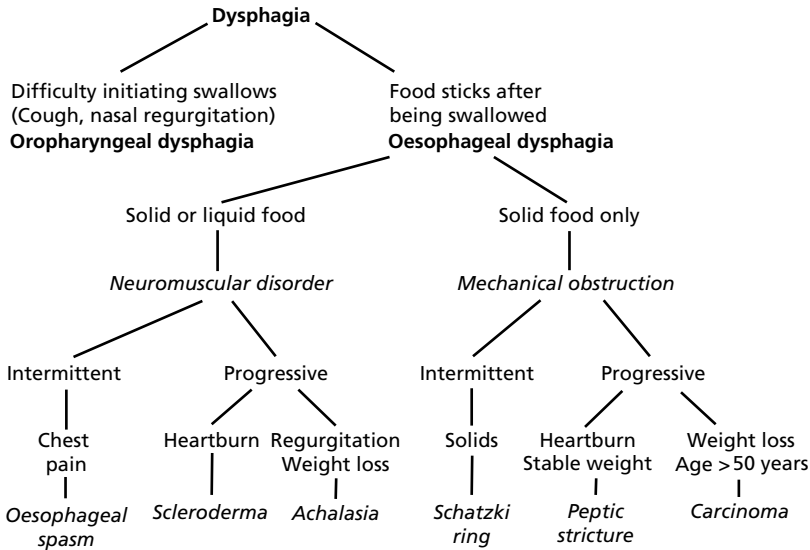 Dysphagia
Difficulty initiating swallows
(Cough, nasal regurgitation)
Oropharyngeal dysphagia
Food sticks after
being swallowed
Oesophageal dysphagia
Solid or liquid food
Solid food only
Neuromuscular disorder
Mechanical obstruction
Intermittent
Progressive
Intermittent
Progressive
Chest
pain
Heartburn
Regurgitation
Weight loss
Solids
Heartburn
Stable weight
Weight loss
Age >50 years
Oesophageal
spasm
Scleroderma
Achalasia
Schatzki
ring
Peptic
stricture
Carcinoma